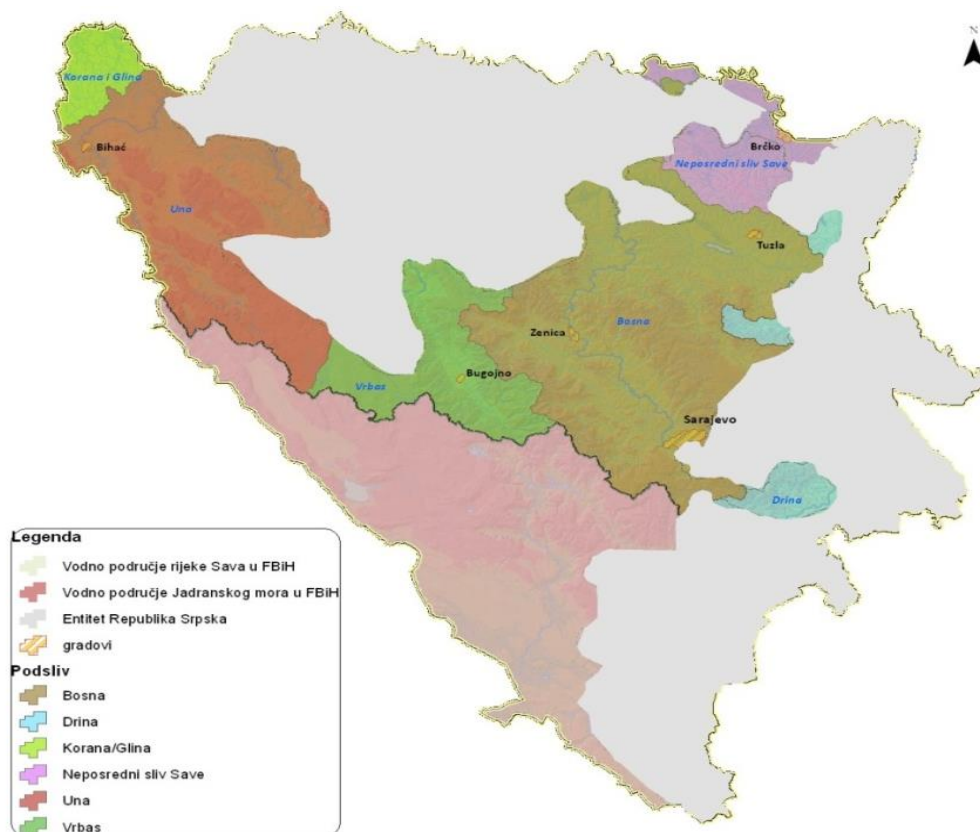 N
Korana i Glina
Bihać
Una
Brčko
Neposredni sliv Save
Tuzla
Zenica
Bosna
Vrbas
Bugojno
Sarajevo
Drina
Legenda
Vodno područje rijeke Sava u FBiH
Vodno područje Jadranskog mora u FBiH
Entitet Republika Srpska
gradovi
Podsliv
Bosna
Drina
Korana/Glina
Neposredni sliv Save
Una
Vrbas